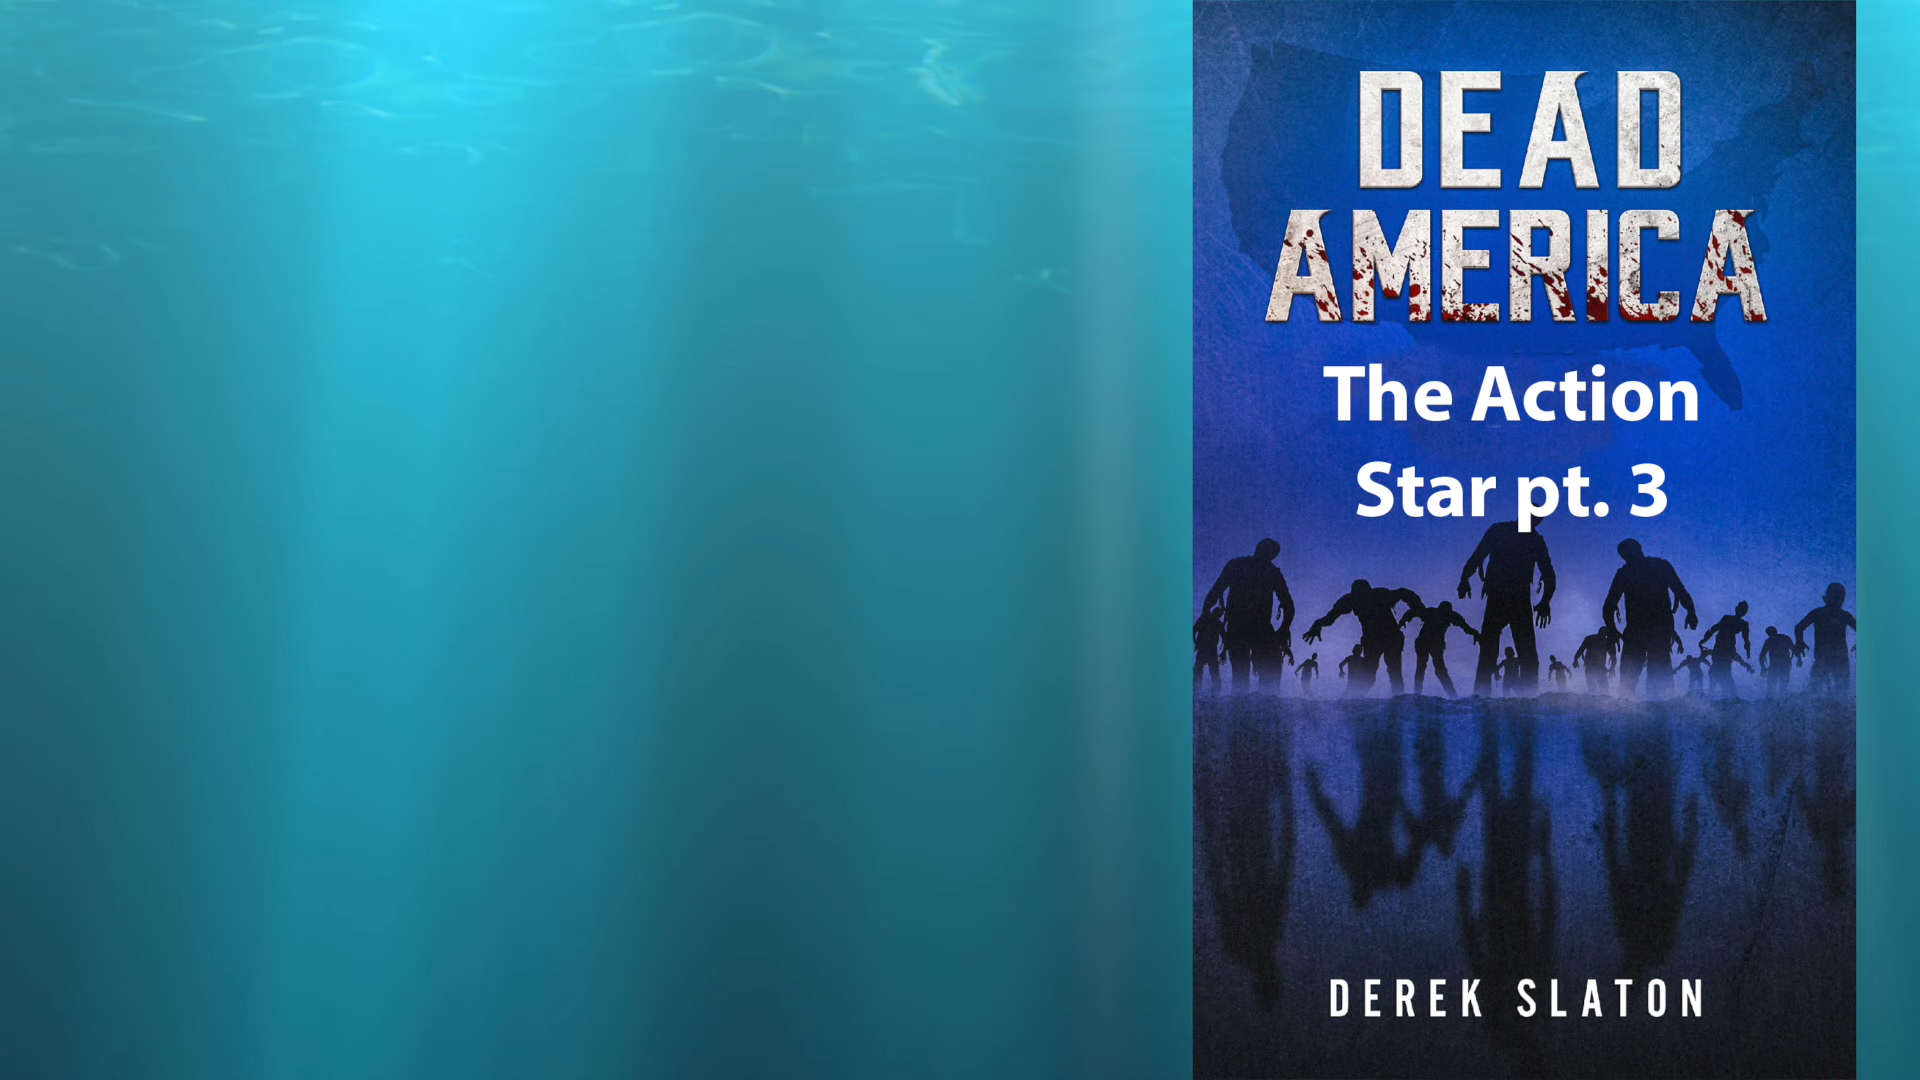 DEAD
AMERICA
The Action
Star pt. 3
DEREK SLATON